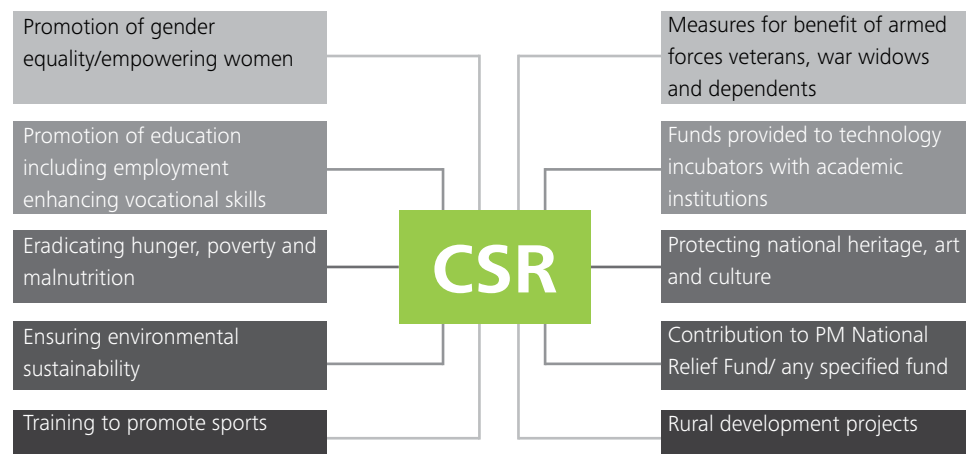 Promotion of gender
equality/empowering women
Promotion of education
including employment
enhancing vocational skills
Eradicating hunger, poverty and
malnutrition
Ensuring environmental
sustainability
Training to promote sports
CSR
Measures for benefit of armed
forces veterans, war widows
and dependents
Funds provided to technology
incubators with academic
institutions
Protecting national heritage, art
and culture
Contribution to PM National
Relief Fund/ any specified fund
Rural development projects